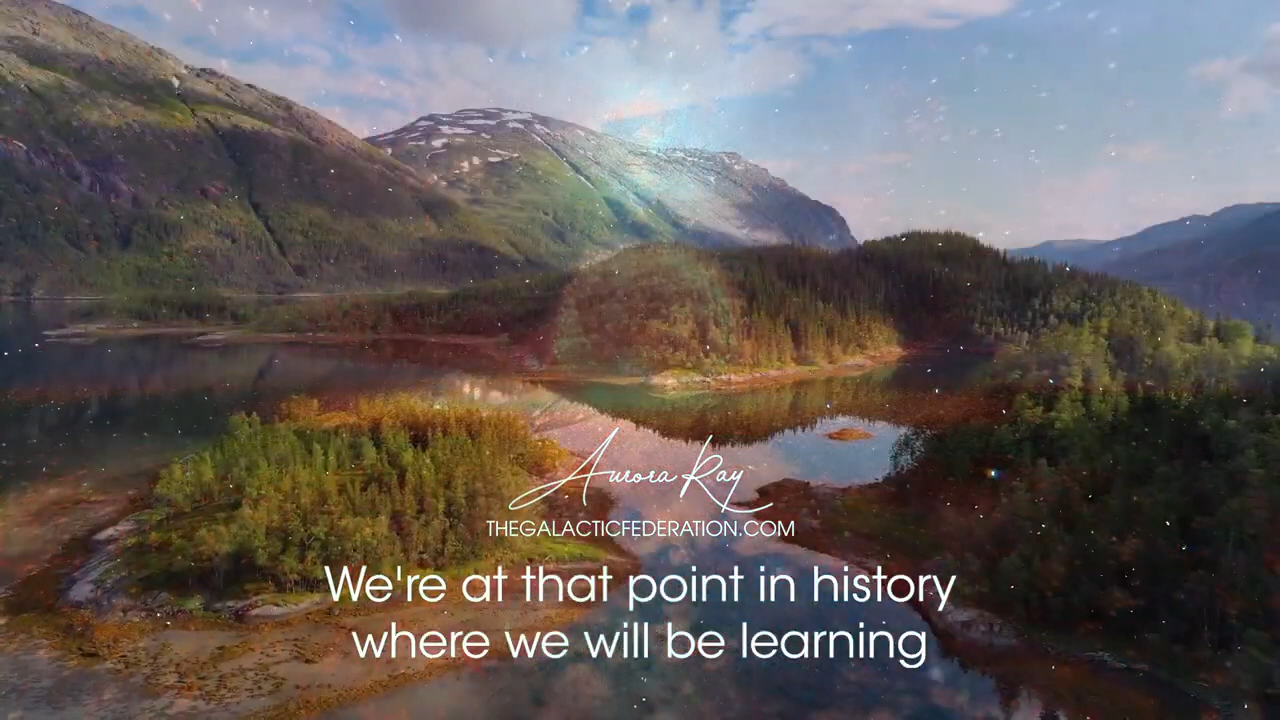 Aurora Ray
THEGALACTICFEDERATION.COM
We're at that point in history
where we will be learning